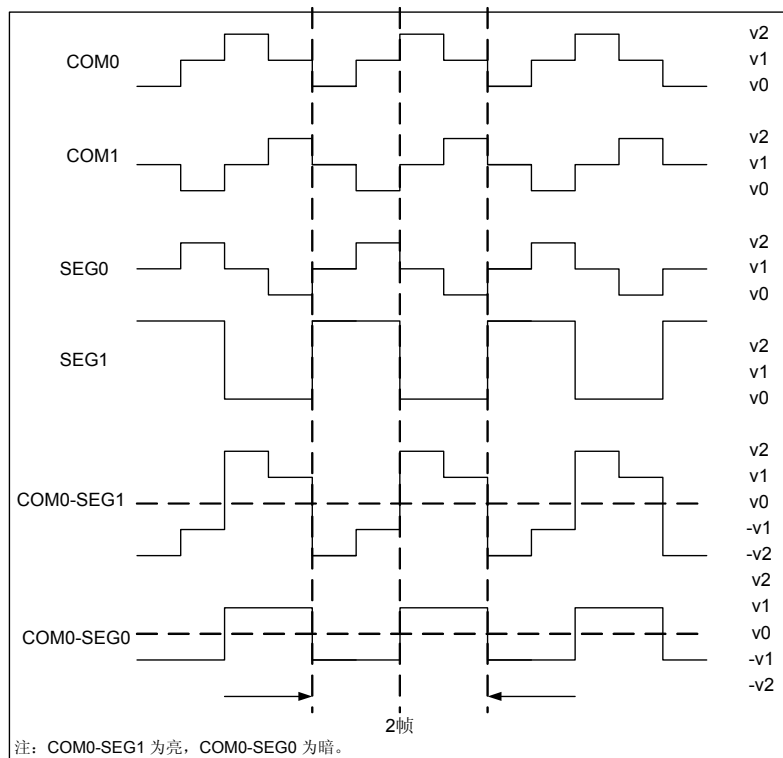 COM0
v2
v1
v0
COM1
v2
v1
v0
SEG0
v2
v1
v0
SEG1
v2
v1
v0
COM0-SEG1
v2
v1
v0
-v1
-v2
COM0-SEG0
v2
v1
v0
-v1
-v2
2帧
注：COM0-SEG1 为亮，COM0-SEG0 为暗。